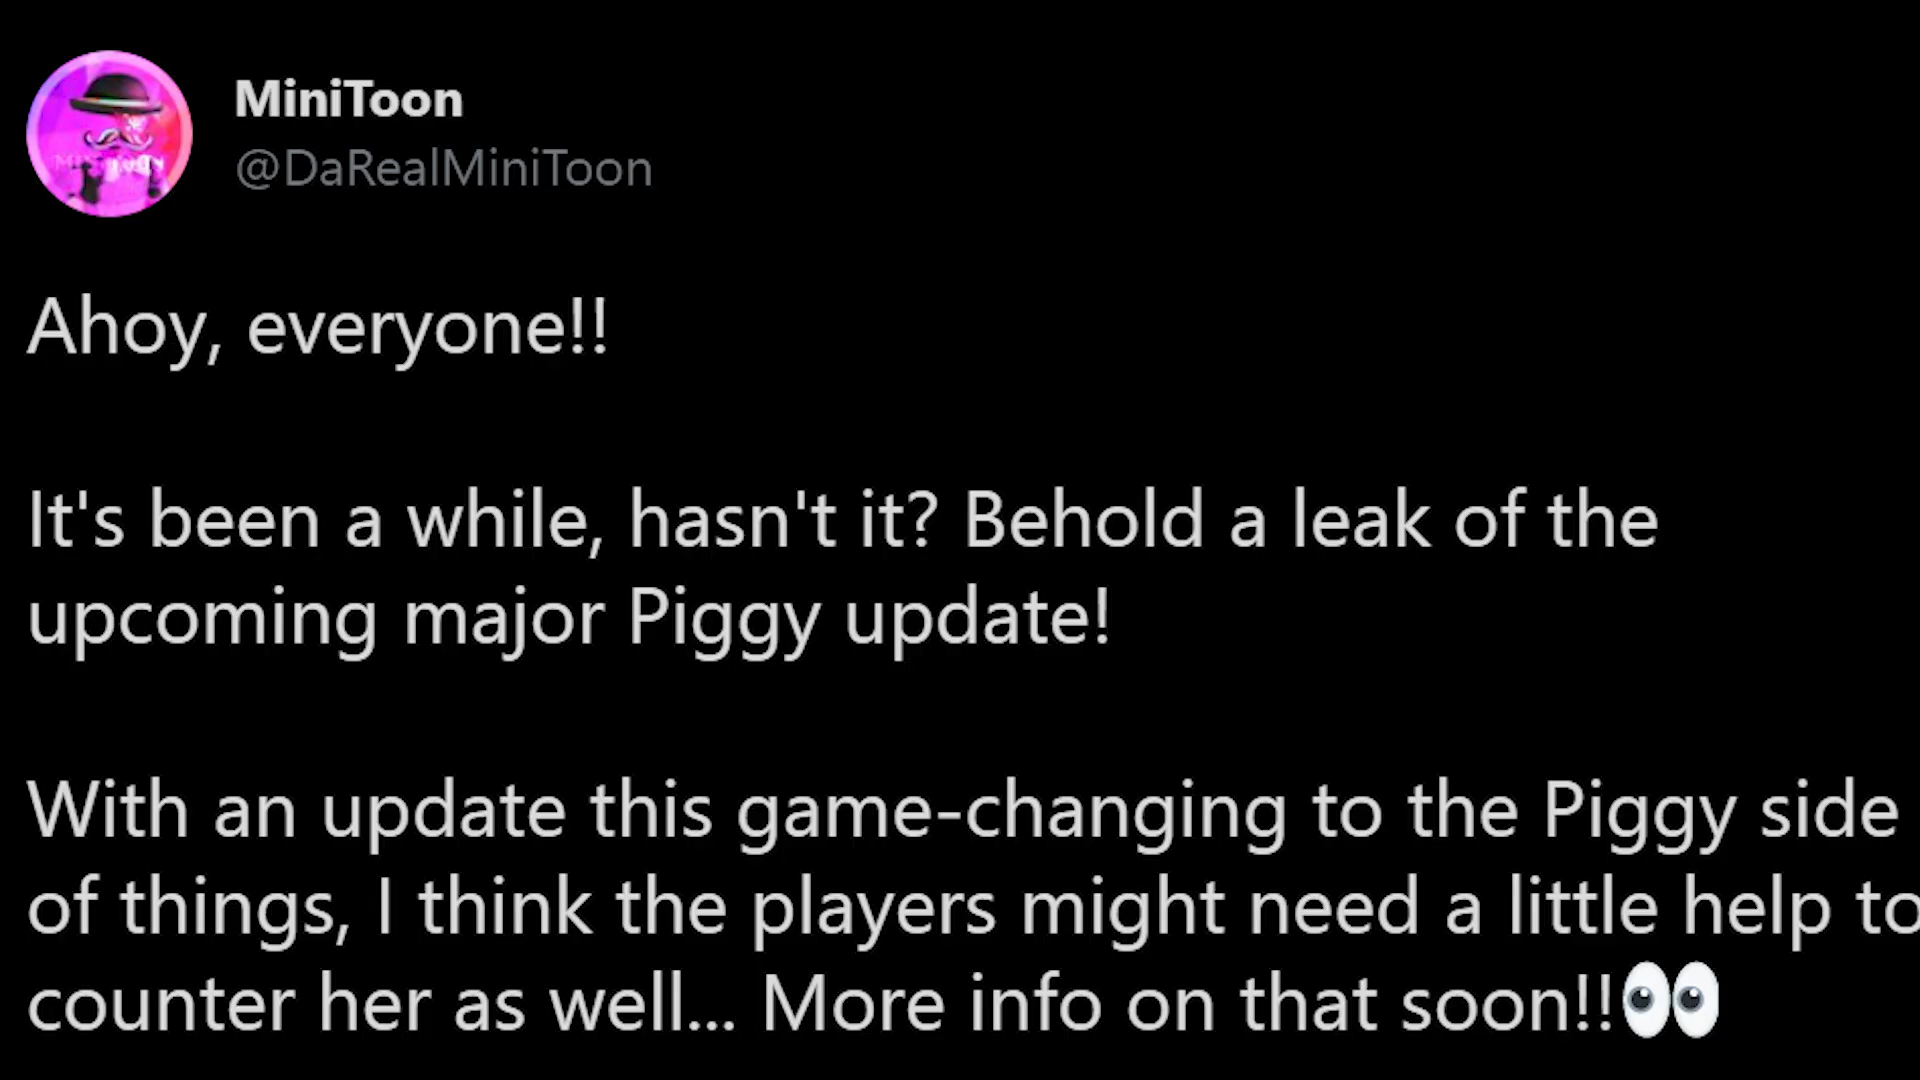 MiniToon
@DaRealMiniToon
Ahoy, everyone!!
It's been a while, hasn't it? Behold a leak of the
upcoming major Piggy update!
With an update this game-changing to the Piggy side
of things, I think the players might need a little help to
counter her as well... More info on that soon!!👀